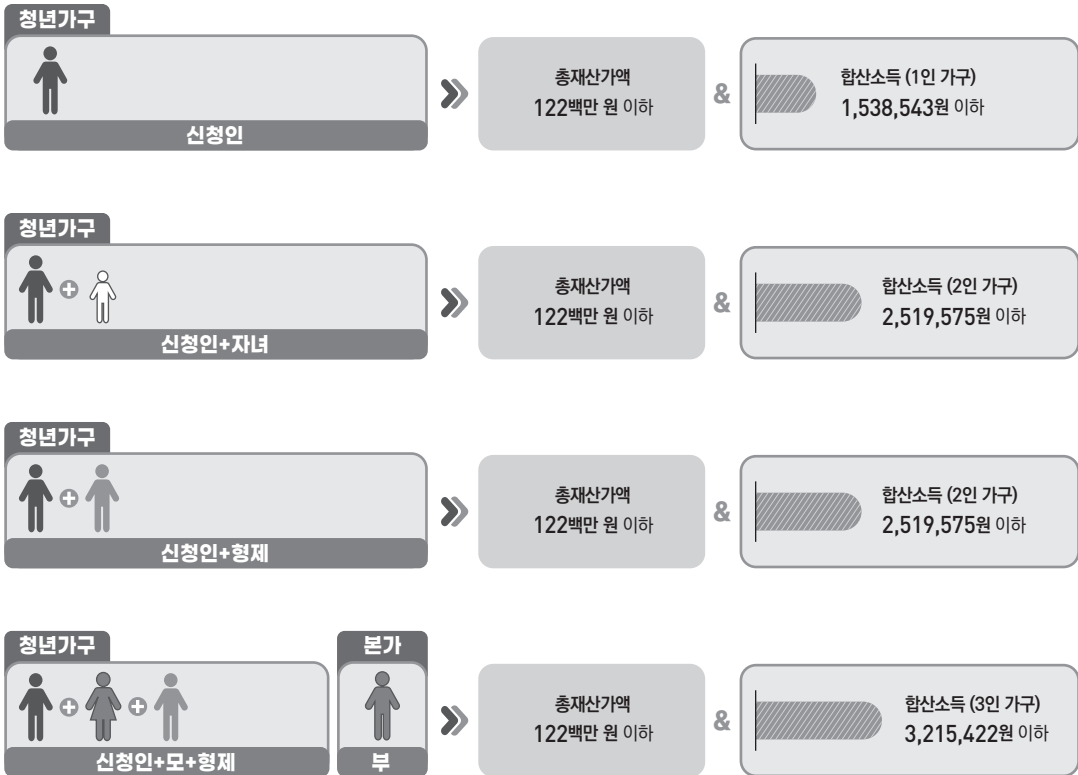 청년가구
신청인
총재산가액
122백만 원 이하
&
합산소득 (1인 가구)
1,538,543원 이하
청년가구
신청인+자녀
총재산가액
122백만 원 이하
&
합산소득 (2인 가구)
2,519,575원 이하
청년가구
신청인+형제
총재산가액
122백만 원 이하
&
합산소득 (2인 가구)
2,519,575원 이하
청년가구
신청인+모+형제
본가
부
총재산가액
122백만 원 이하
&
합산소득 (3인 가구)
3,215,422원 이하